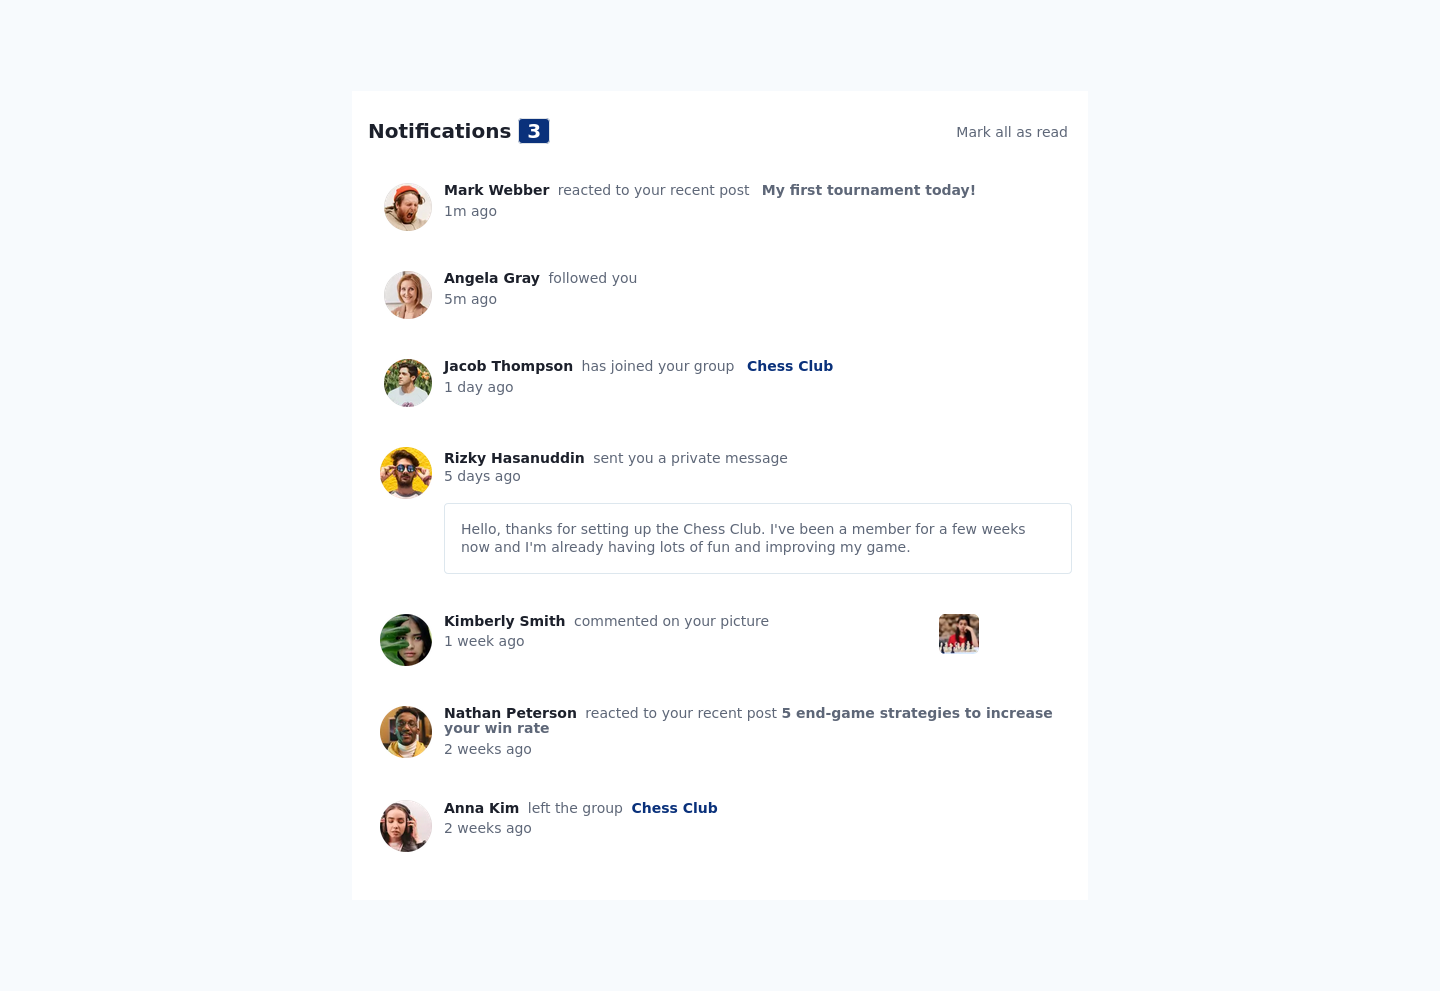 Notifications 3
Mark all as read
Mark Webber reacted to your recent post My first tournament today!
1m ago
Angela Gray followed you
5m ago
Jacob Thompson has joined your group Chess Club
1 day ago
Rizky Hasanuddin sent you a private message
5 days ago
Hello, thanks for setting up the Chess Club. I've been a member for a few weeks
now and I'm already having lots of fun and improving my game.
Kimberly Smith commented on your picture
1 week ago
Nathan Peterson reacted to your recent post 5 end-game strategies to increase
your win rate
2 weeks ago
Anna Kim left the group Chess Club
2 weeks ago